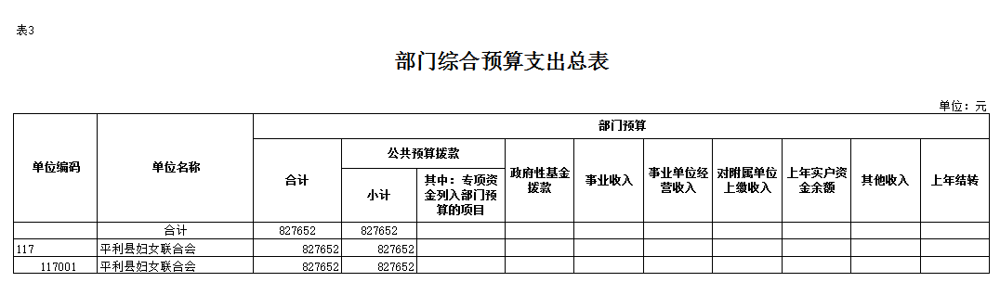 表3
部门综合预算支出总表
单位：元
单位编码 单位名称 部门预算
合计 公共预算拨款 政府性基金拨款 事业收入 事业单位经营收入 对附属单位上缴收入 上年实户资金余额 其他收入 上年结转
小计 其中：专项资金列入部门预算的项目
合计 827652 827652
117 平利县妇女联合会 827652 827652
117001 平利县妇女联合会 827652 827652